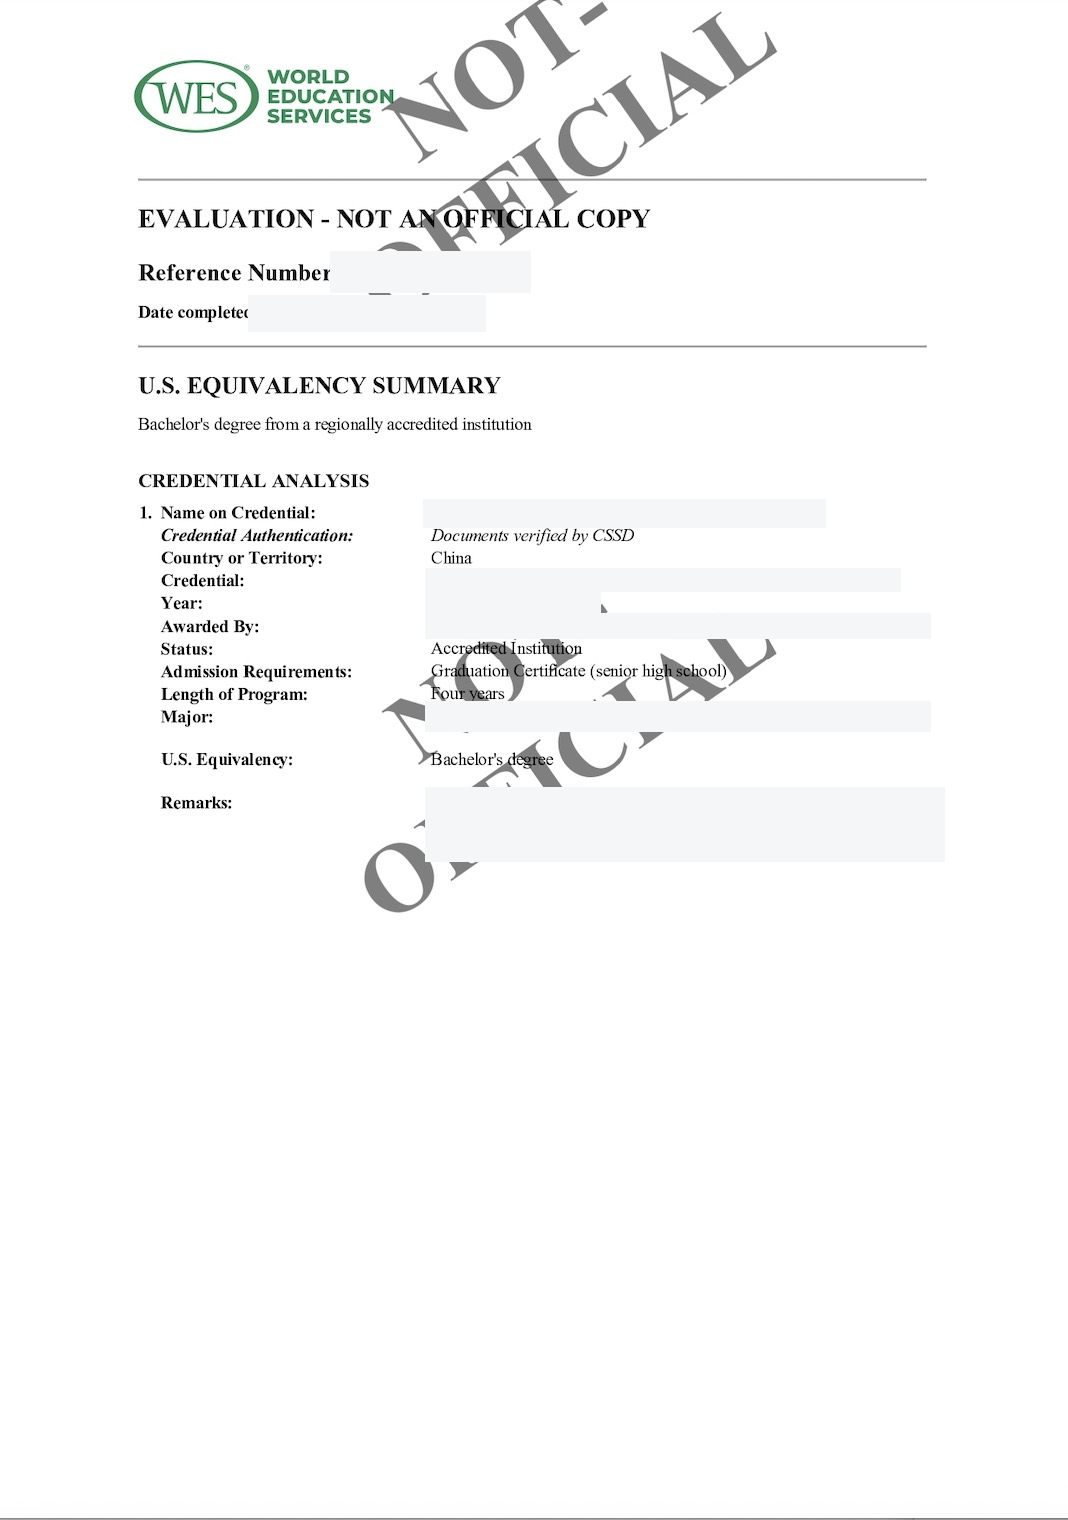 WES®
WORLD
EDUCATION
SERVICES
NOT-
OFFICIAL
EVALUATION - NOT AN OFFICIAL COPY
Reference Number
Date completed
U.S. EQUIVALENCY SUMMARY
Bachelor's degree from a regionally accredited institution
CREDENTIAL ANALYSIS
1. Name on Credential:
Credential Authentication: Documents verified by CSSD
Country or Territory: China
Credential:
Year:
Awarded By:
Status: Accredited Institution
Admission Requirements: Graduation Certificate (senior high school)
Length of Program: Four years
Major:
U.S. Equivalency: Bachelor's degree
Remarks:
NOT
OFFICIAL